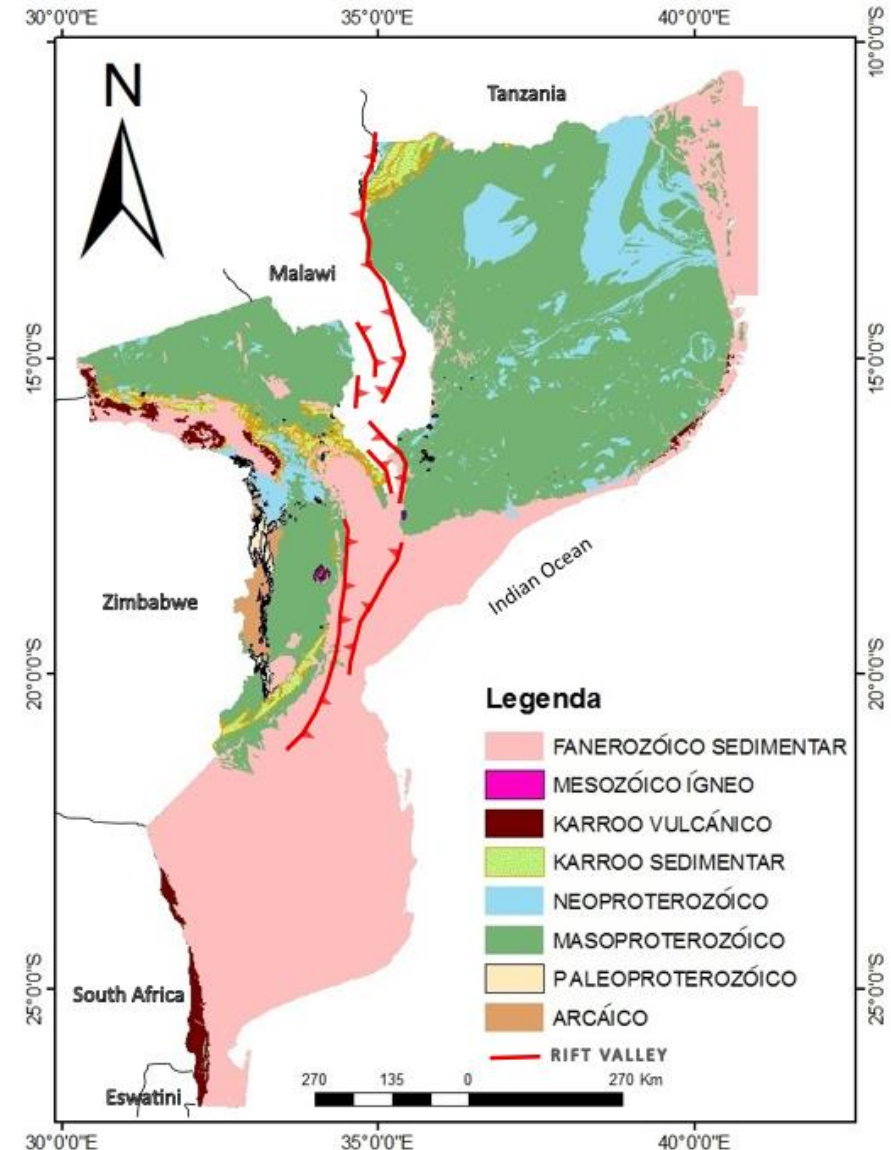 30°0'0"E 35°0'0"E 40°0'0"E
10°0'0"S
N
Tanzania
Malawi
15°0'0"S 15°0'0"S
Zimbabwe
Indian Ocean
20°0'0"S 20°0'0"S
Legenda
FANEROZÓICO SEDIMENTAR
MESOZÓICO ÍGNEO
KARROO VULCÁNICO
KARROO SEDIMENTAR
NEOPROTEROZÓICO
MASOPROTEROZÓICO
PALEOPROTEROZÓICO
ARCÁICO
RIFT VALLEY
25°0'0"S 25°0'0"S
South Africa
Eswatini
270 135 0 270 Km
30°0'0"E 35°0'0"E 40°0'0"E